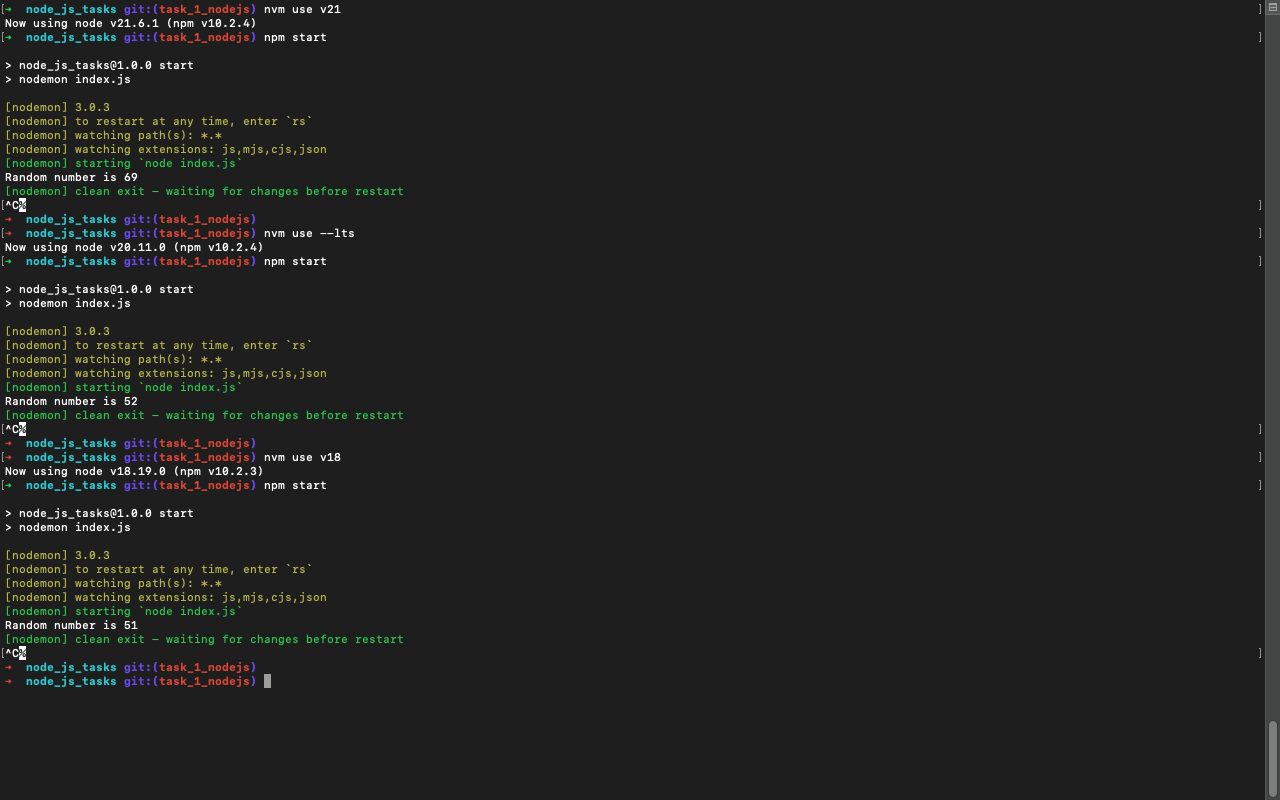 [→  node_js_tasks git:(task_1_nodejs) nvm use v21 ]
Now using node v21.6.1 (npm v10.2.4)
[→  node_js_tasks git:(task_1_nodejs) npm start ]
> node_js_tasks@1.0.0 start
> nodemon index.js
[nodemon] 3.0.3
[nodemon] to restart at any time, enter `rs`
[nodemon] watching path(s): *.*
[nodemon] watching extensions: js,mjs,cjs,json
[nodemon] starting `node index.js`
Random number is 69
[nodemon] clean exit – waiting for changes before restart
[^C% ]
→  node_js_tasks git:(task_1_nodejs)
[→  node_js_tasks git:(task_1_nodejs) nvm use --lts ]
Now using node v20.11.0 (npm v10.2.4)
[→  node_js_tasks git:(task_1_nodejs) npm start ]
> node_js_tasks@1.0.0 start
> nodemon index.js
[nodemon] 3.0.3
[nodemon] to restart at any time, enter `rs`
[nodemon] watching path(s): *.*
[nodemon] watching extensions: js,mjs,cjs,json
[nodemon] starting `node index.js`
Random number is 52
[nodemon] clean exit – waiting for changes before restart
[^C% ]
→  node_js_tasks git:(task_1_nodejs)
[→  node_js_tasks git:(task_1_nodejs) nvm use v18 ]
Now using node v18.19.0 (npm v10.2.3)
[→  node_js_tasks git:(task_1_nodejs) npm start ]
> node_js_tasks@1.0.0 start
> nodemon index.js
[nodemon] 3.0.3
[nodemon] to restart at any time, enter `rs`
[nodemon] watching path(s): *.*
[nodemon] watching extensions: js,mjs,cjs,json
[nodemon] starting `node index.js`
Random number is 51
[nodemon] clean exit – waiting for changes before restart
[^C% ]
→  node_js_tasks git:(task_1_nodejs)
→  node_js_tasks git:(task_1_nodejs)